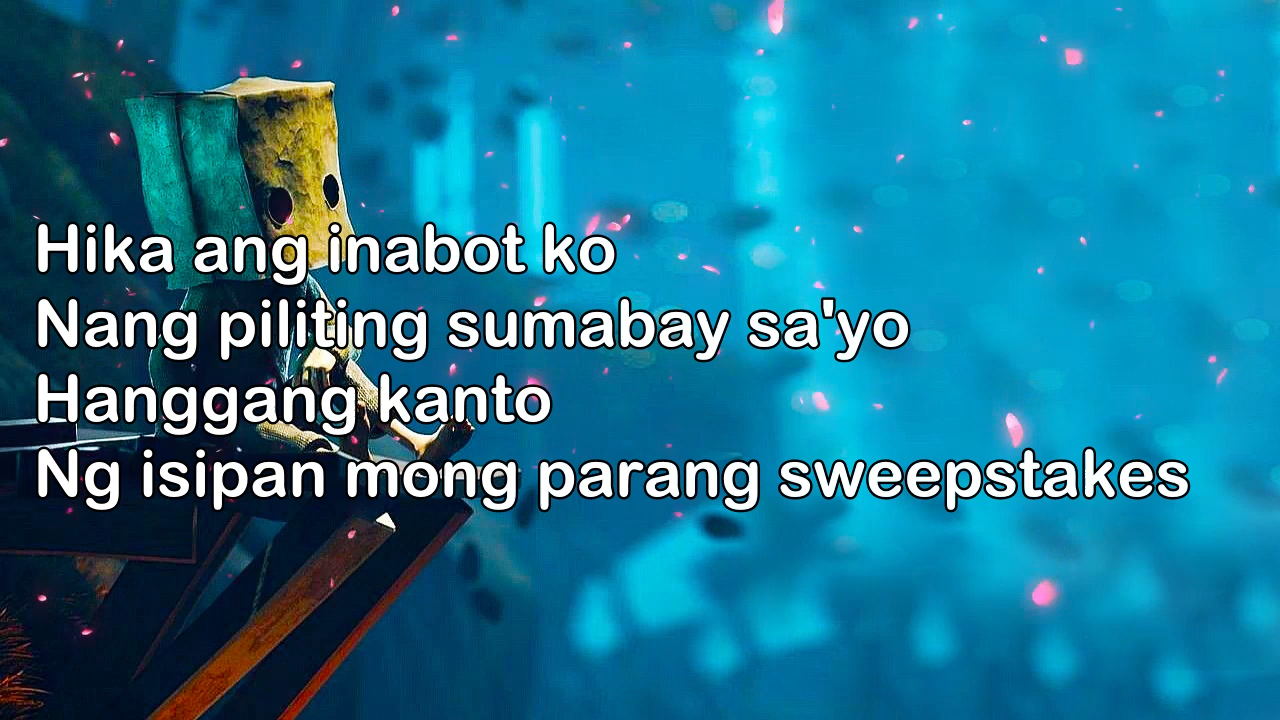 Hika ang inabot ko
Nang piliting sumabay sa'yo
Hanggang kanto
Ng isipan mong parang sweepstakes